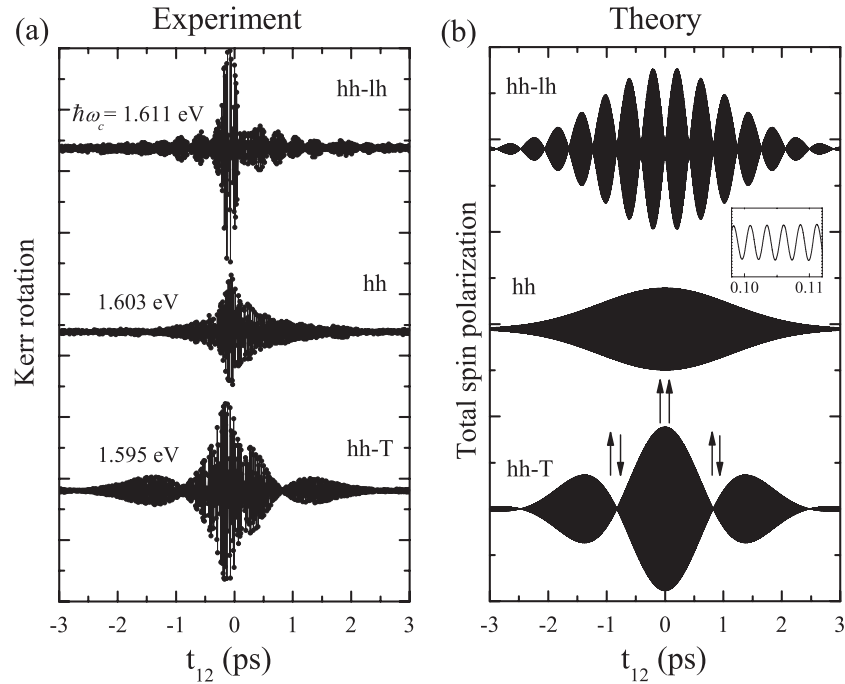 Experiment
(a)
hh-lh
ħω_c = 1.611 eV
hh
1.603 eV
1.595 eV
hh-T
Kerr rotation
-3 -2 -1 0 1 2 3
t_12 (ps)
Theory
(b)
hh-lh
0.10 0.11
hh
hh-T
Total spin polarization
-3 -2 -1 0 1 2 3
t_12 (ps)